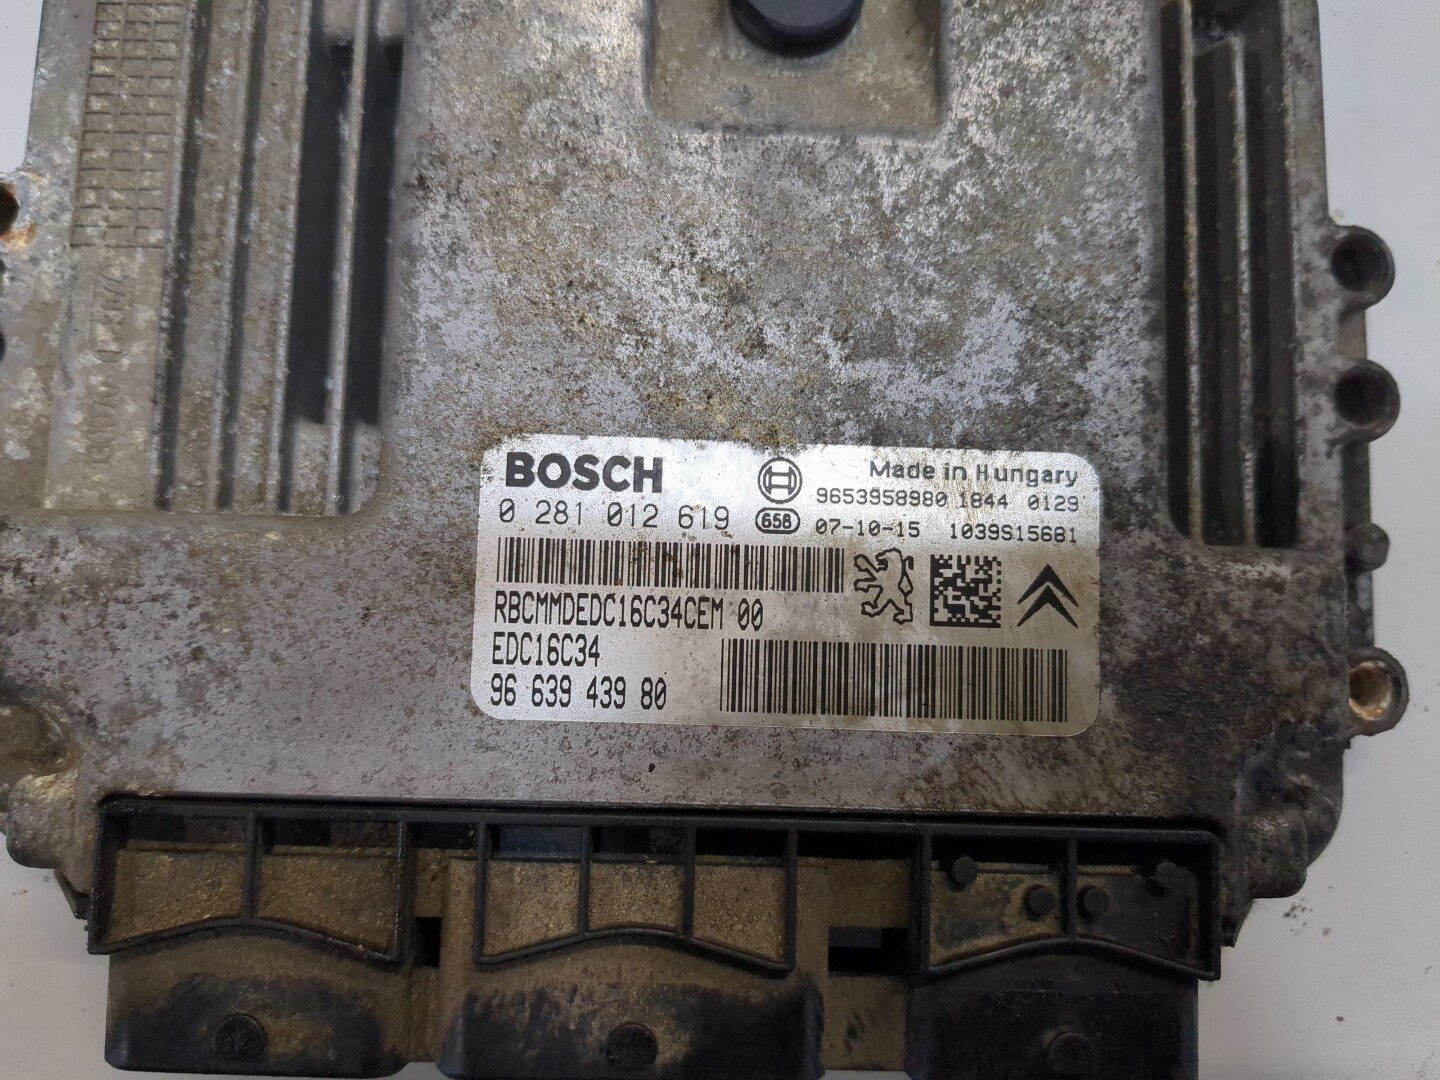 BOSCH
Made in Hungary
9653958980 1844 0129
0 281 012 619
658
07-10-15 1039S15681
RBCMMDEDC16C34CEM 00
EDC16C34
96 639 439 80